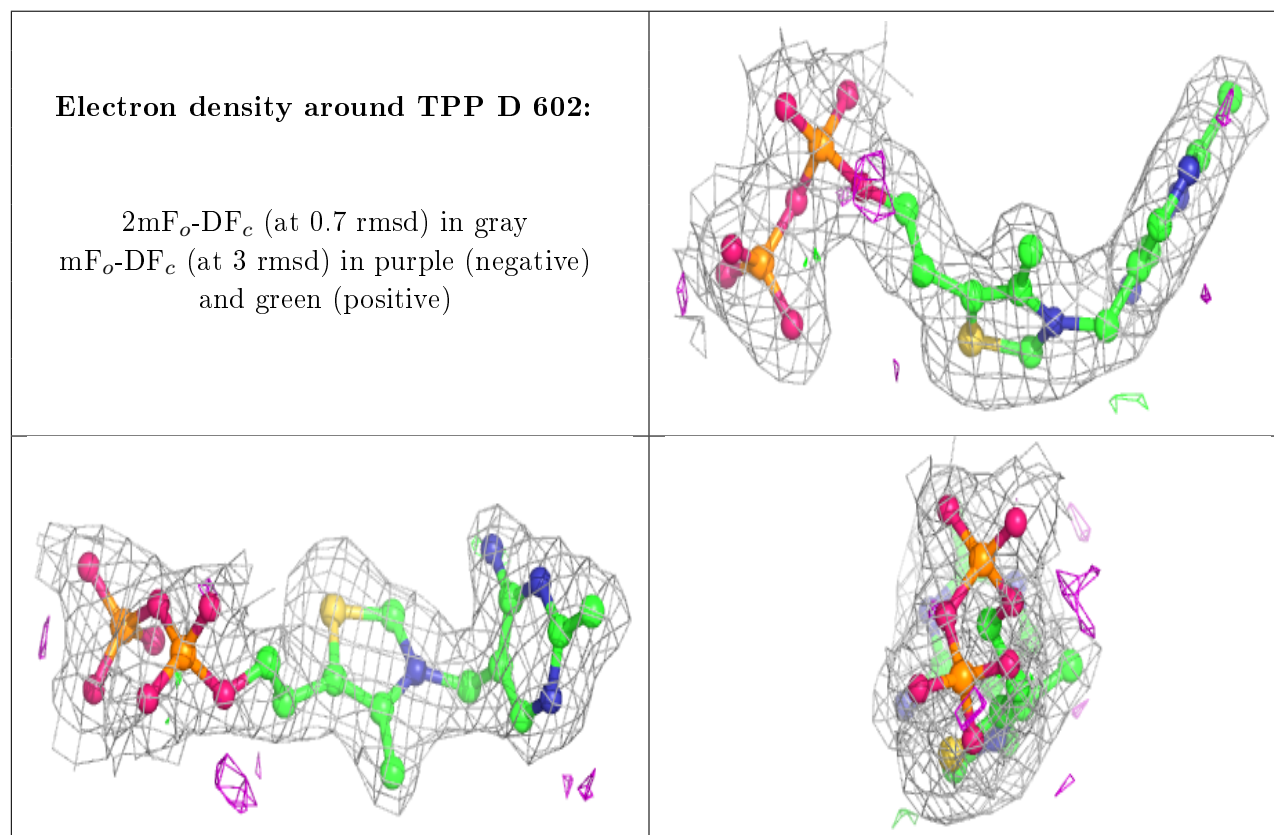 Electron density around TPP D 602:
2mFₒ-DF𝒸 (at 0.7 rmsd) in gray
mFₒ-DF𝒸 (at 3 rmsd) in purple (negative)
and green (positive)